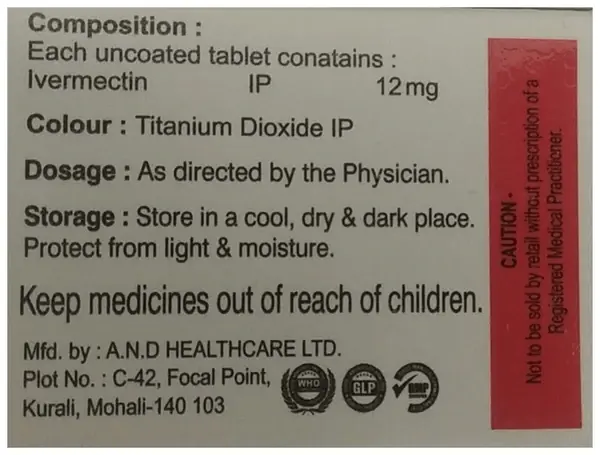 Composition :
Each uncoated tablet conatains :
Ivermectin IP 12mg
Colour : Titanium Dioxide IP
Dosage : As directed by the Physician.
Storage : Store in a cool, dry & dark place.
Protect from light & moisture.
Keep medicines out of reach of children.
Mfd. by : A.N.D HEALTHCARE LTD.
Plot No. : C-42, Focal Point,
Kurali, Mohali-140 103
WHO
GLP
GMP
CAUTION -
Not to be sold by retail without prescription of a
Registered Medical Practitioner.